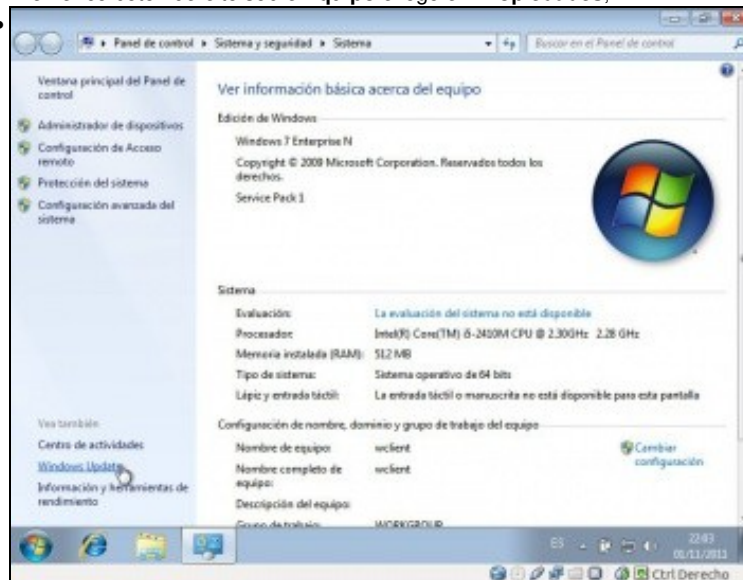 Panel de control ▸ Sistema y seguridad ▸ Sistema
Buscar en el Panel de control
Ventana principal del Panel de
control
Administrador de dispositivos
Configuración de Acceso
remoto
Protección del sistema
Configuración avanzada del
sistema
Vea también
Centro de actividades
Windows Update
Información y herramientas de
rendimiento
Ver información básica acerca del equipo
Edición de Windows
Windows 7 Enterprise N
Copyright © 2009 Microsoft Corporation. Reservados todos los
derechos.
Service Pack 1
Sistema
Evaluación: La evaluación del sistema no está disponible
Procesador: Intel(R) Core(TM) i5-2410M CPU @ 2.30GHz 2.28 GHz
Memoria instalada (RAM): 512 MB
Tipo de sistema: Sistema operativo de 64 bits
Lápiz y entrada táctil: La entrada táctil o manuscrita no está disponible para esta pantalla
Configuración de nombre, dominio y grupo de trabajo del equipo
Nombre de equipo: wclient
Cambiar
configuración
Nombre completo de
equipo: wclient
Descripción del equipo:
Grupo de trabajo: WORKGROUP
ES
22:43
01/11/2011
Ctrl Derecho